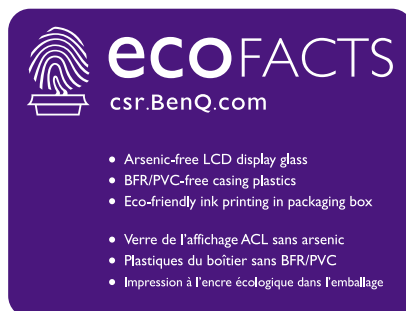 ecoFACTS
csr.BenQ.com
• Arsenic-free LCD display glass
• BFR/PVC-free casing plastics
• Eco-friendly ink printing in packaging box
• Verre de l'affichage ACL sans arsenic
• Plastiques du boîtier sans BFR/PVC
• Impression à l'encre écologique dans l'emballage